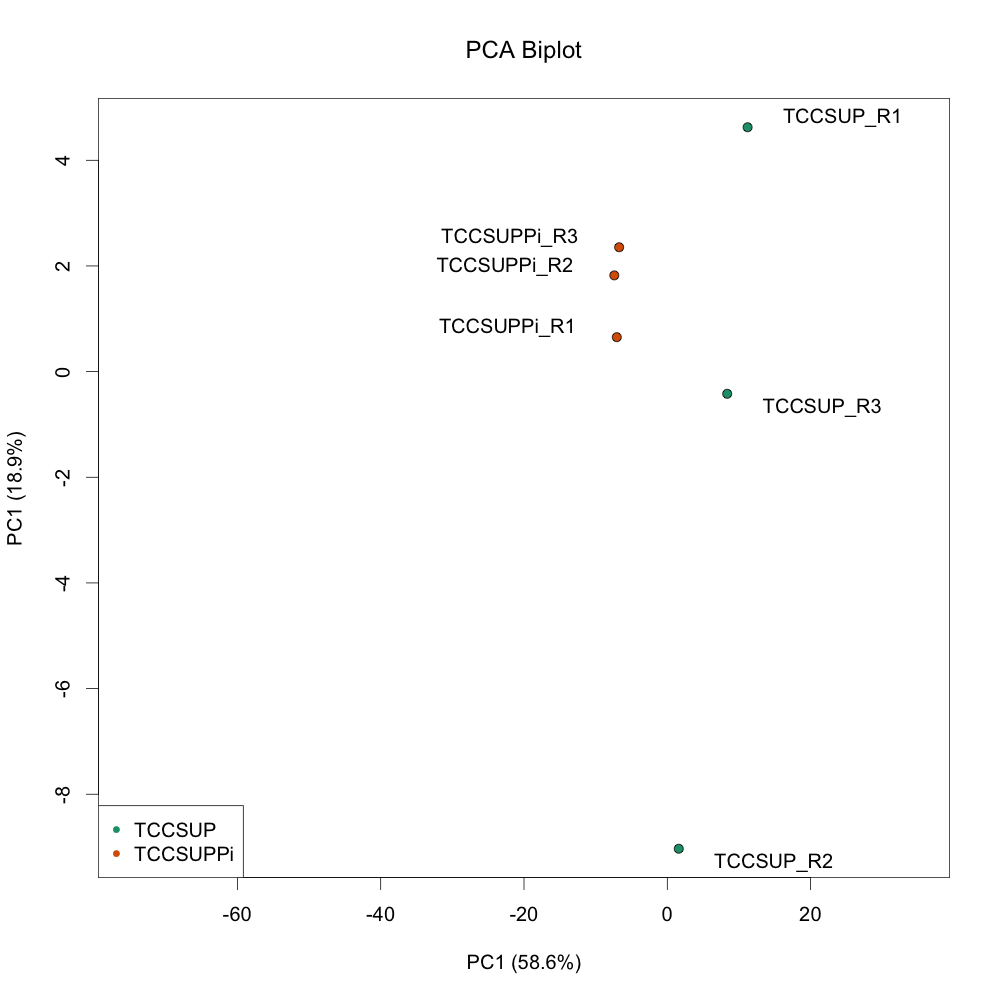 PCA Biplot
TCCSUP_R1
4
TCCSUPPi_R3
2
TCCSUPPi_R2
TCCSUPPi_R1
0
TCCSUP_R3
PC1 (18.9%)
-2
-4
-6
-8
TCCSUP
TCCSUPPi
TCCSUP_R2
-60 -40 -20 0 20
PC1 (58.6%)